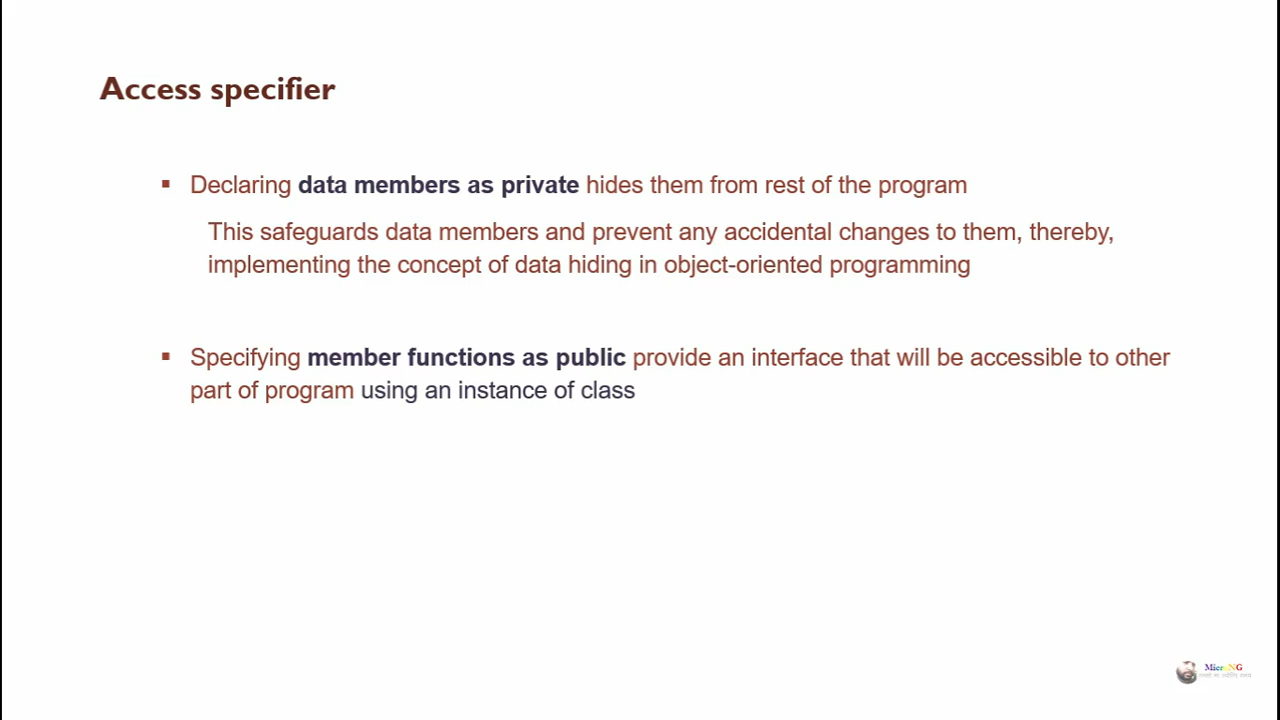 Access specifier
▪ Declaring data members as private hides them from rest of the program
This safeguards data members and prevent any accidental changes to them, thereby,
implementing the concept of data hiding in object-oriented programming
▪ Specifying member functions as public provide an interface that will be accessible to other
part of program using an instance of class
MicroNG